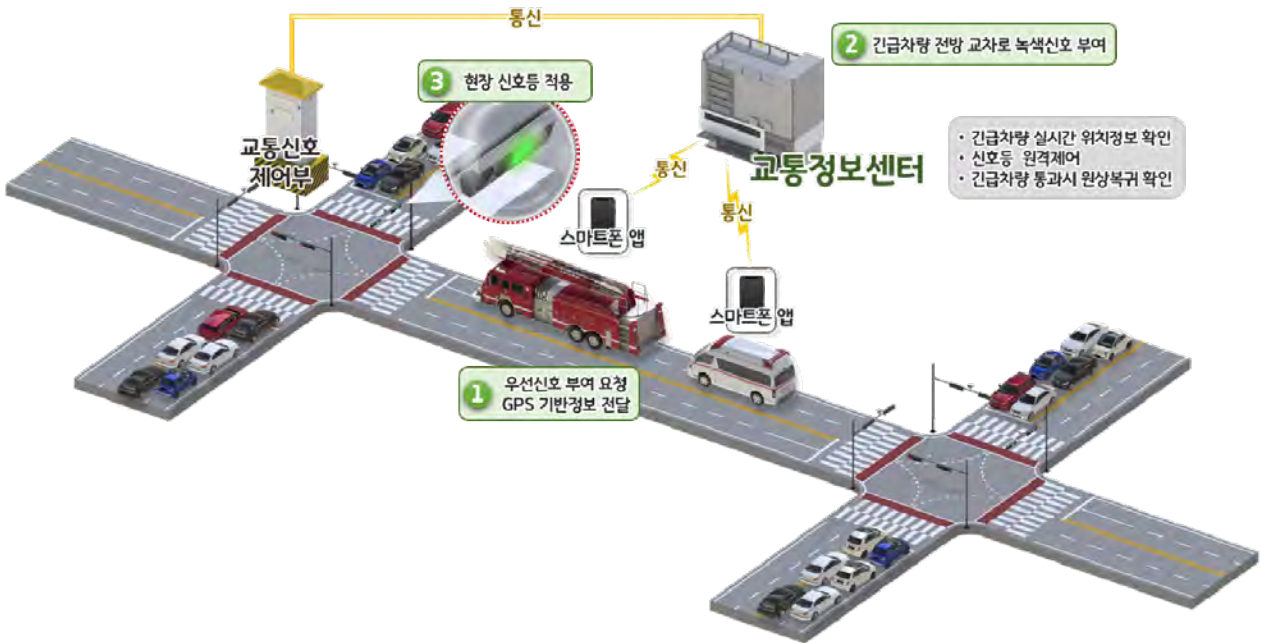 통신
2 긴급차량 전방 교차로 녹색신호 부여
3 현장 신호등 적용
• 긴급차량 실시간 위치정보 확인
• 신호등 원격제어
• 긴급차량 통과시 원상복귀 확인
교통신호
제어부
교통정보센터
통신
통신
스마트폰 앱
스마트폰 앱
1 우선신호 부여 요청
GPS 기반정보 전달